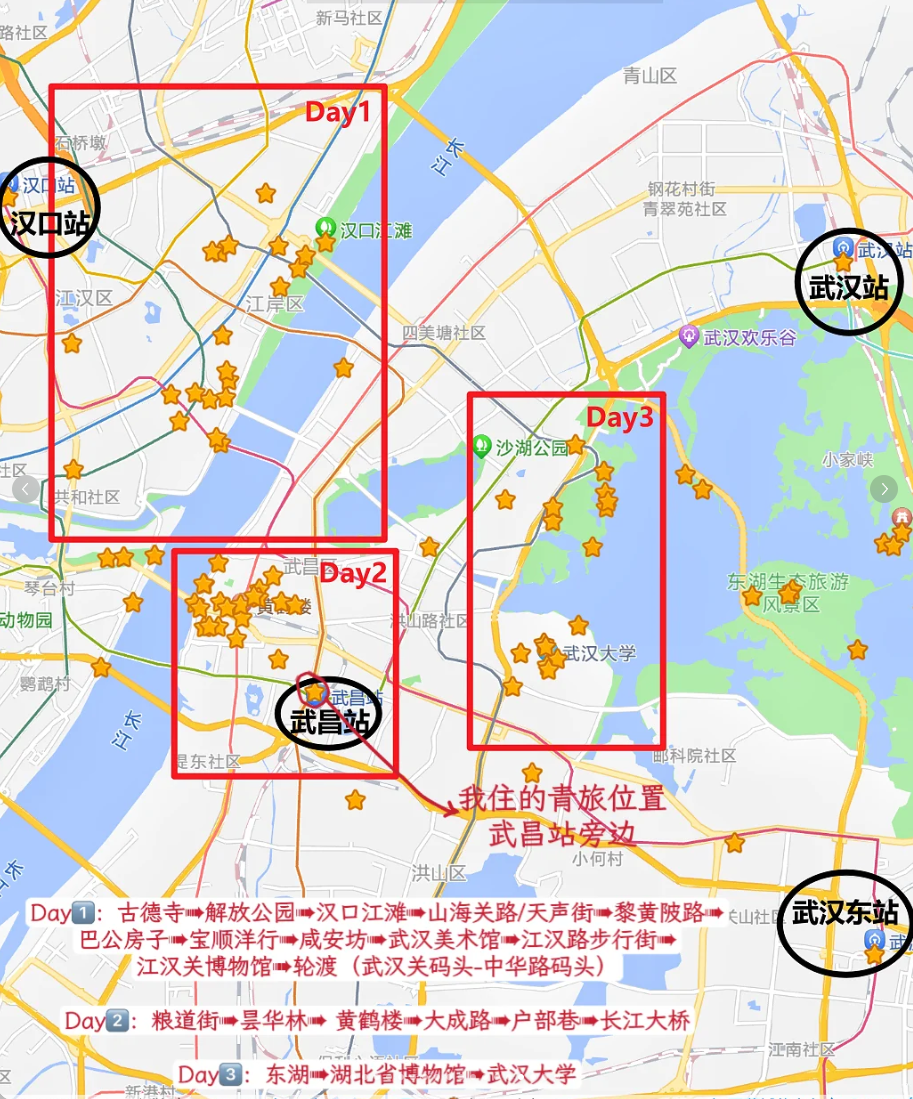 新马社区
路社区
青山区
Day1
石桥墩
长江
汉口站
汉口站
钢花村街
青翠苑社区
汉口江滩
武汉站
武汉站
江汉区
江岸区
四美塘社区
武汉欢乐谷
Day3
沙湖公园
小家峡
社区
共和社区
武昌区
Day2
琴台村
黄鹤楼
东湖生态旅游
风景区
动物园
洪山路社区
武汉大学
鹦鹉村
武昌站
武昌站
长江
是东社区
邮科院社区
我住的青旅位置
武昌站旁边
小何村
洪山区
长江
Day1：古德寺➠解放公园➠汉口江滩➠山海关路/天声街➠黎黄陂路➠
巴公房子➠宝顺洋行➠咸安坊➠武汉美术馆➠江汉路步行街➠
江汉关博物馆➠轮渡（武汉关码头-中华路码头）
关山社区
武汉东站
武
Day2：粮道街➠昙华林➠ 黄鹤楼➠大成路➠户部巷➠长江大桥
江南社区
Day3：东湖➠湖北省博物馆➠武汉大学
新港村